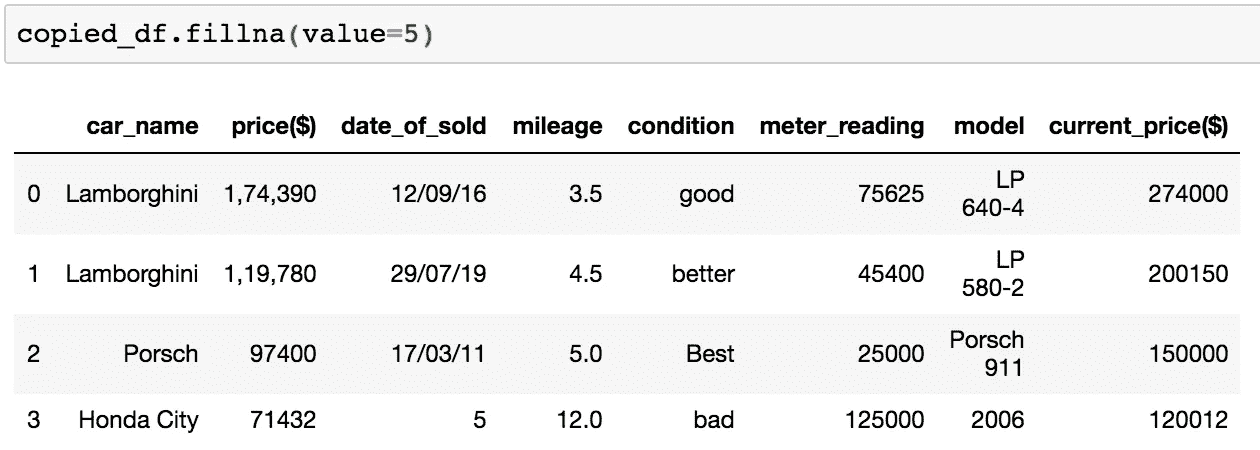 copied_df.fillna(value=5)
car_name price($) date_of_sold mileage condition meter_reading model current_price($)
0 Lamborghini 1,74,390 12/09/16 3.5 good 75625 LP 640-4 274000
1 Lamborghini 1,19,780 29/07/19 4.5 better 45400 LP 580-2 200150
2 Porsch 97400 17/03/11 5.0 Best 25000 Porsch 911 150000
3 Honda City 71432 5 12.0 bad 125000 2006 120012